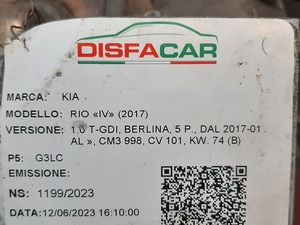 DISFACAR
MARCA: KIA
MODELLO: RIO «IV» (2017)
VERSIONE: 1.0 T-GDI, BERLINA, 5 P., DAL 2017-01
AL », CM3 998, CV 101, KW. 74 (B)
P5: G3LC
EMISSIONE:
NS: 1199/2023
DATA:12/06/2023 16:10:00